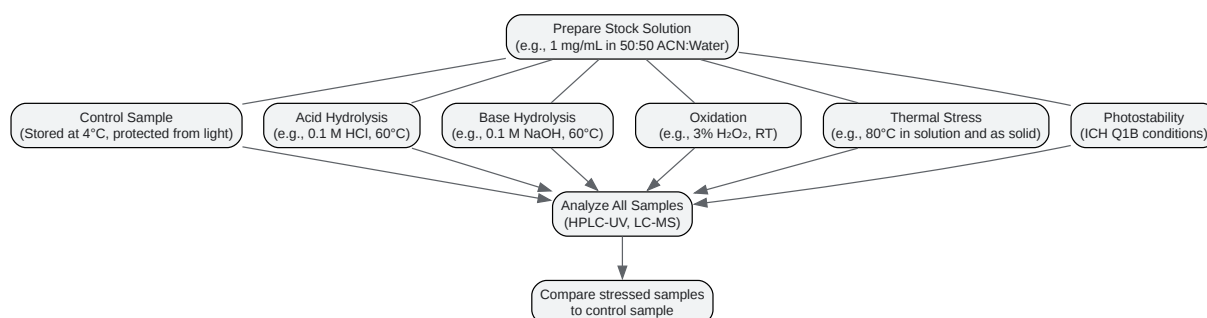 Prepare Stock Solution
(e.g., 1 mg/mL in 50:50 ACN:Water)
Control Sample
(Stored at 4°C, protected from light)
Acid Hydrolysis
(e.g., 0.1 M HCl, 60°C)
Base Hydrolysis
(e.g., 0.1 M NaOH, 60°C)
Oxidation
(e.g., 3% H₂O₂, RT)
Thermal Stress
(e.g., 80°C in solution and as solid)
Photostability
(ICH Q1B conditions)
Analyze All Samples
(HPLC-UV, LC-MS)
Compare stressed samples
to control sample